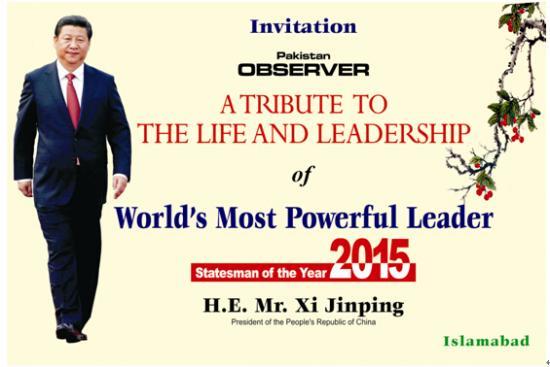 Invitation
Pakistan
OBSERVER
A TRIBUTE TO
THE LIFE AND LEADERSHIP
of
World's Most Powerful Leader
Statesman of the Year 2015
H.E. Mr. Xi Jinping
President of the People's Republic of China
Islamabad